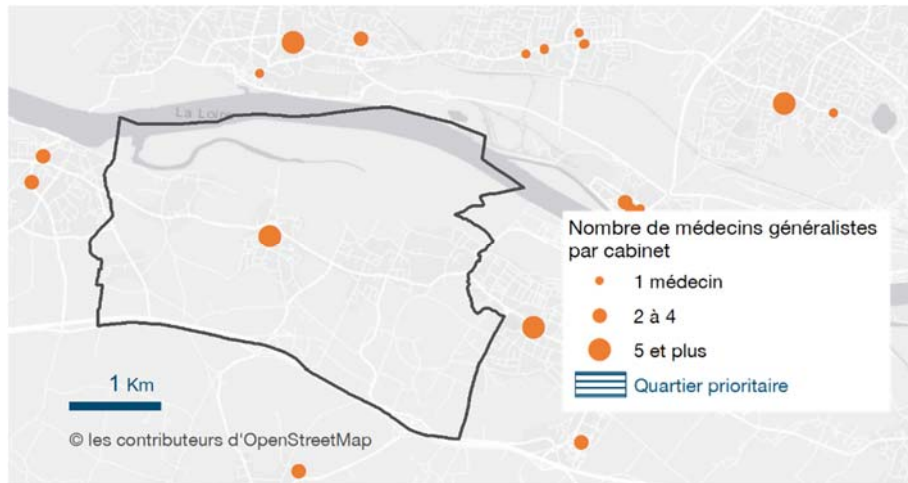 La Loire
Nombre de médecins généralistes
par cabinet
1 médecin
2 à 4
5 et plus
Quartier prioritaire
1 Km
© les contributeurs d'OpenStreetMap